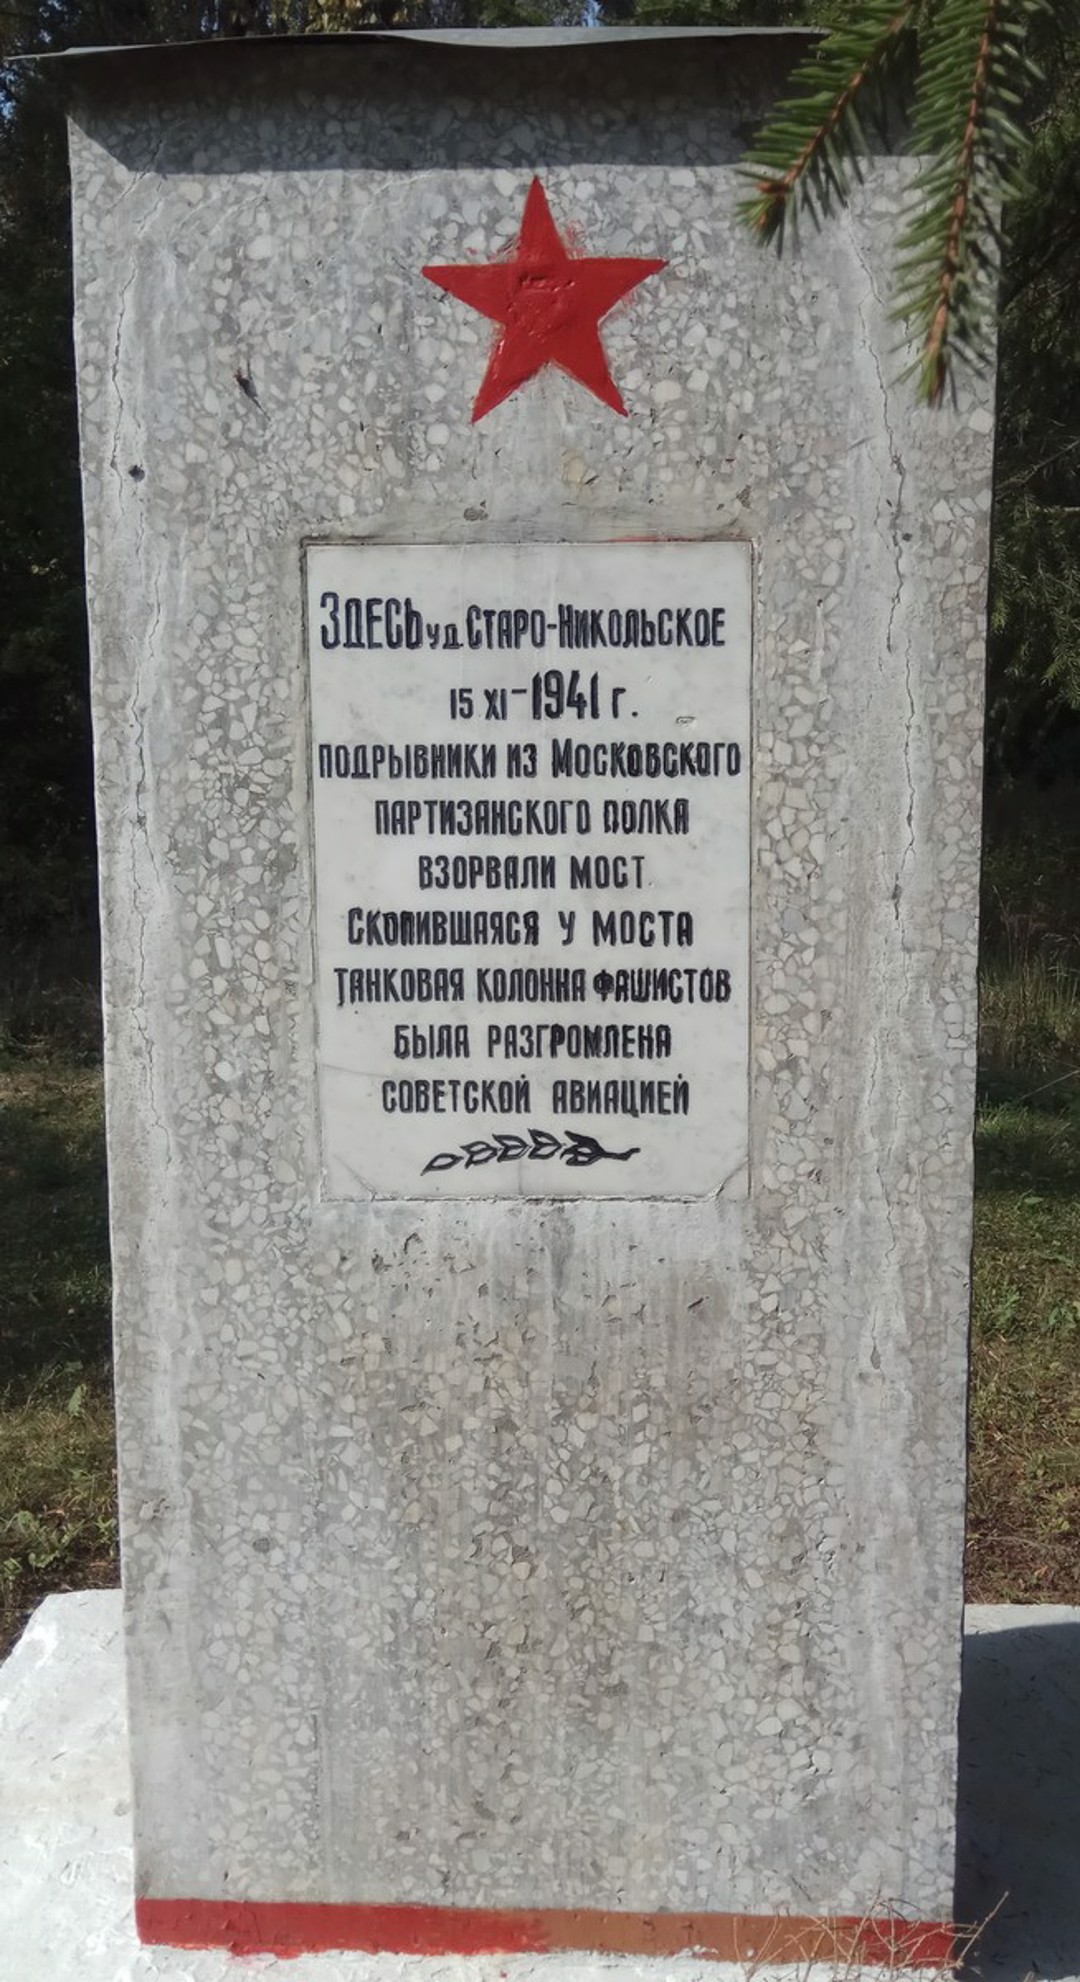 Здесь у д. Старо-Никольское
15 XI-1941 г.
подрывники из Московского
партизанского полка
взорвали мост.
Скопившаяся у моста
танковая колонна фашистов
была разгромлена
советской авиацией